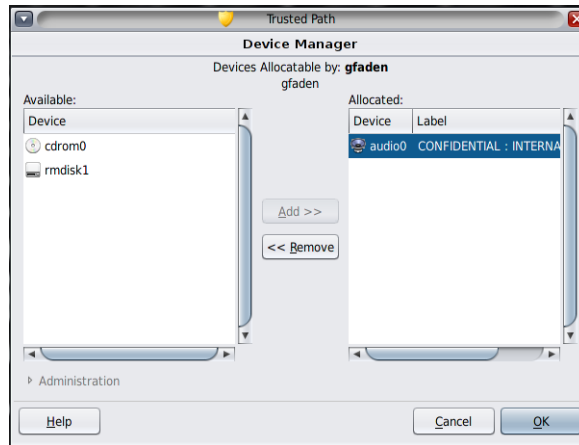 Trusted Path
Device Manager
Devices Allocatable by: gfaden
gfaden
Available:
Allocated:
Device
Device Label
cdrom0
audio0 CONFIDENTIAL : INTERNA
rmdisk1
Add >>
<< Remove
Administration
Help
Cancel
OK